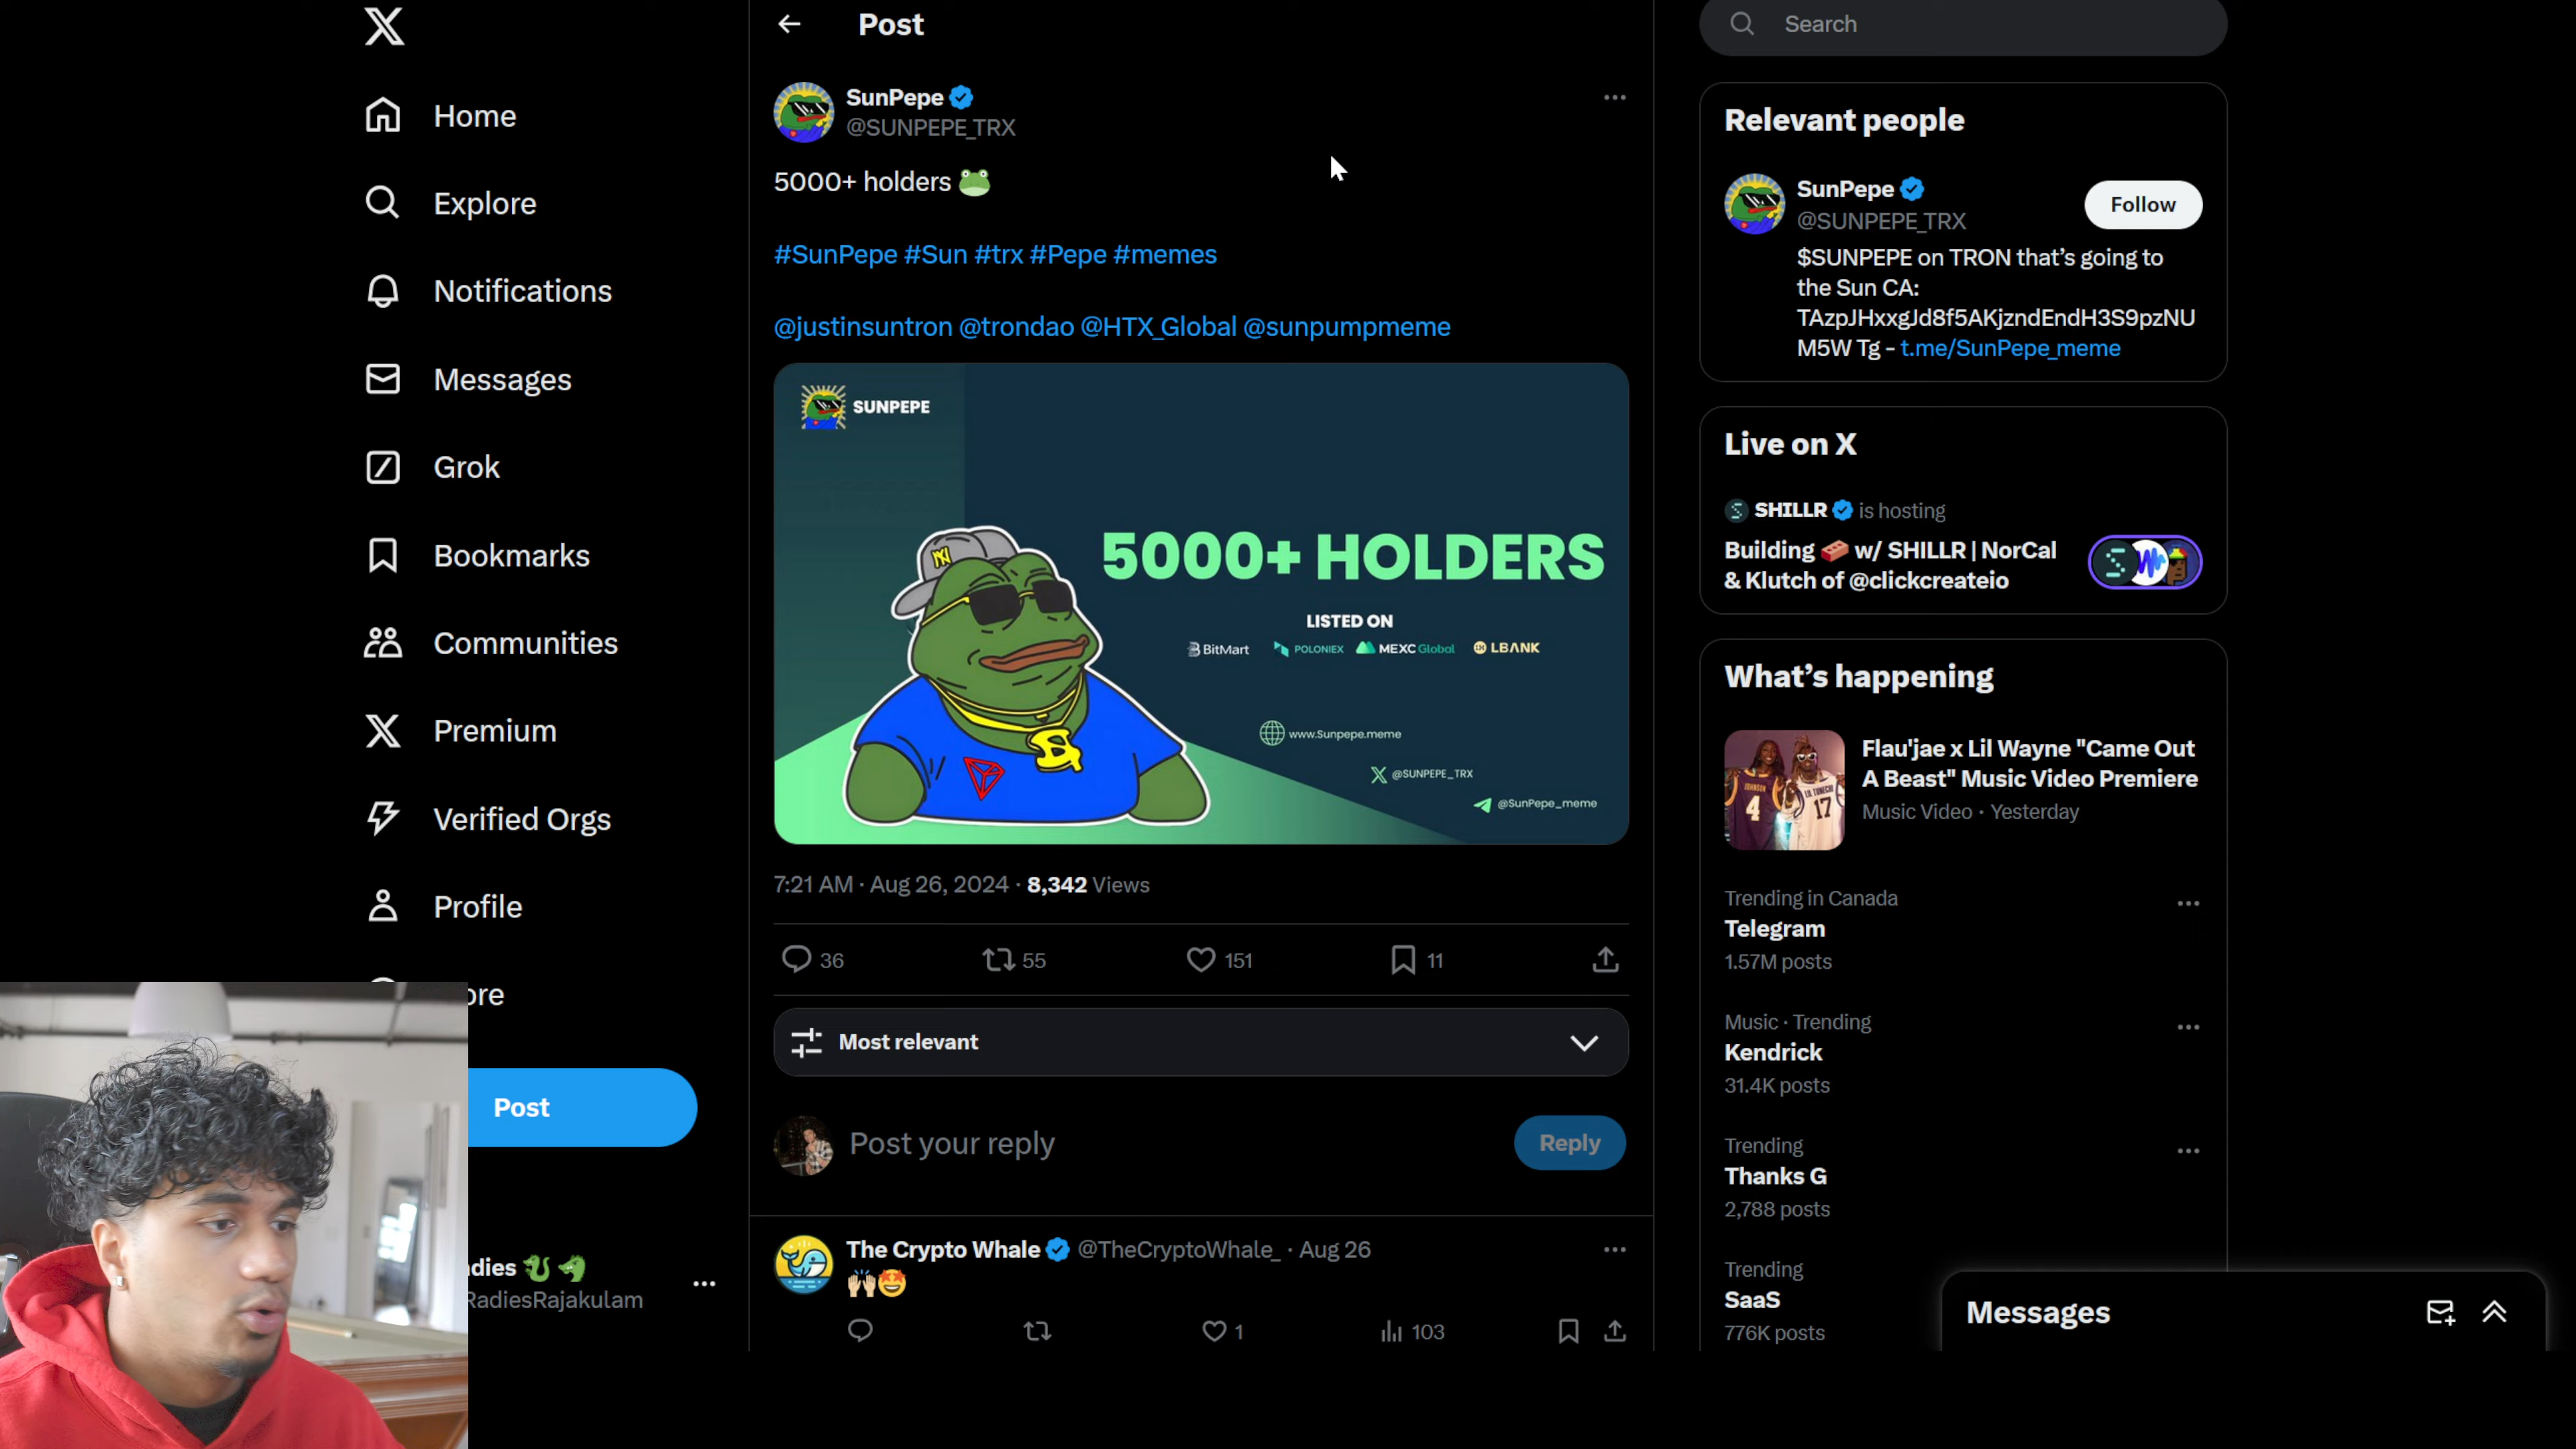 Home
Explore
Notifications
Messages
Grok
Bookmarks
Communities
Premium
Verified Orgs
Profile
ore
Post
dies
RadiesRajakulam
Post
SunPepe
@SUNPEPE_TRX
5000+ holders 🐸
#SunPepe #Sun #trx #Pepe #memes
@justinsuntron @trondao @HTX_Global @sunpumpmeme
SUNPEPE
5000+ HOLDERS
LISTED ON
BitMart POLONIEX MEXC Global LBANK
www.Sunpepe.meme
@SUNPEPE_TRX
@SunPepe_meme
7:21 AM · Aug 26, 2024 · 8,342 Views
36 55 151 11
Most relevant
Post your reply
Reply
The Crypto Whale @TheCryptoWhale_ · Aug 26
🙌🏻🤩
1 103
Search
Relevant people
SunPepe
@SUNPEPE_TRX
Follow
$SUNPEPE on TRON that’s going to
the Sun CA:
TAzpJHxxgJd8f5AKjzndEndH3S9pzNU
M5W Tg - t.me/SunPepe_meme
Live on X
SHILLR is hosting
Building 🧱 w/ SHILLR | NorCal
& Klutch of @clickcreateio
What’s happening
Flau'jae x Lil Wayne "Came Out
A Beast" Music Video Premiere
Music Video · Yesterday
Trending in Canada
Telegram
1.57M posts
Music · Trending
Kendrick
31.4K posts
Trending
Thanks G
2,788 posts
Trending
SaaS
776K posts
Messages